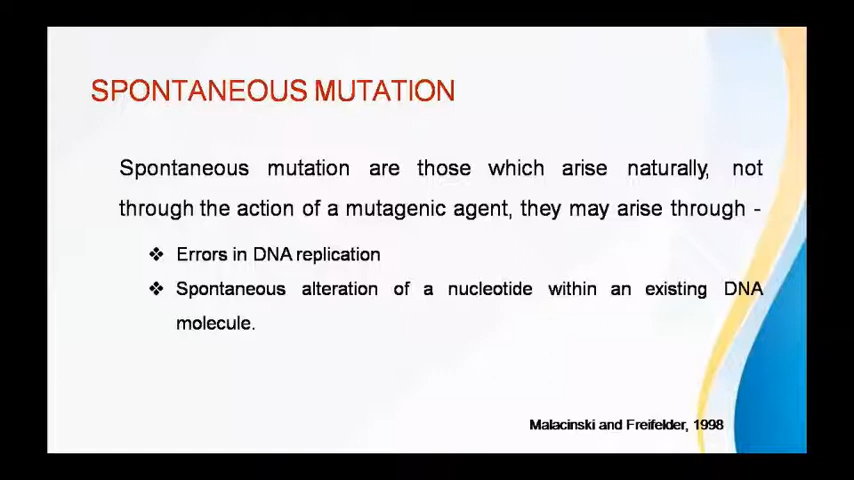 SPONTANEOUS MUTATION
Spontaneous mutation are those which arise naturally, not
through the action of a mutagenic agent, they may arise through -
❖ Errors in DNA replication
❖ Spontaneous alteration of a nucleotide within an existing DNA
molecule.
Malacinski and Freifelder, 1998